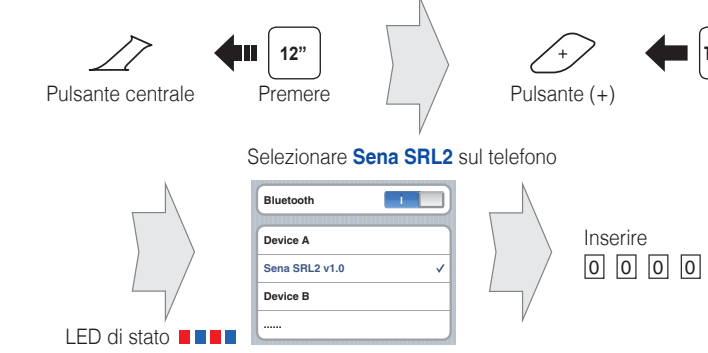 12”
+
Pulsante centrale
Premere
Pulsante (+)
Selezionare Sena SRL2 sul telefono
Bluetooth
Device A
Sena SRL2 v1.0
Device B
......
Inserire
0 0 0 0
LED di stato